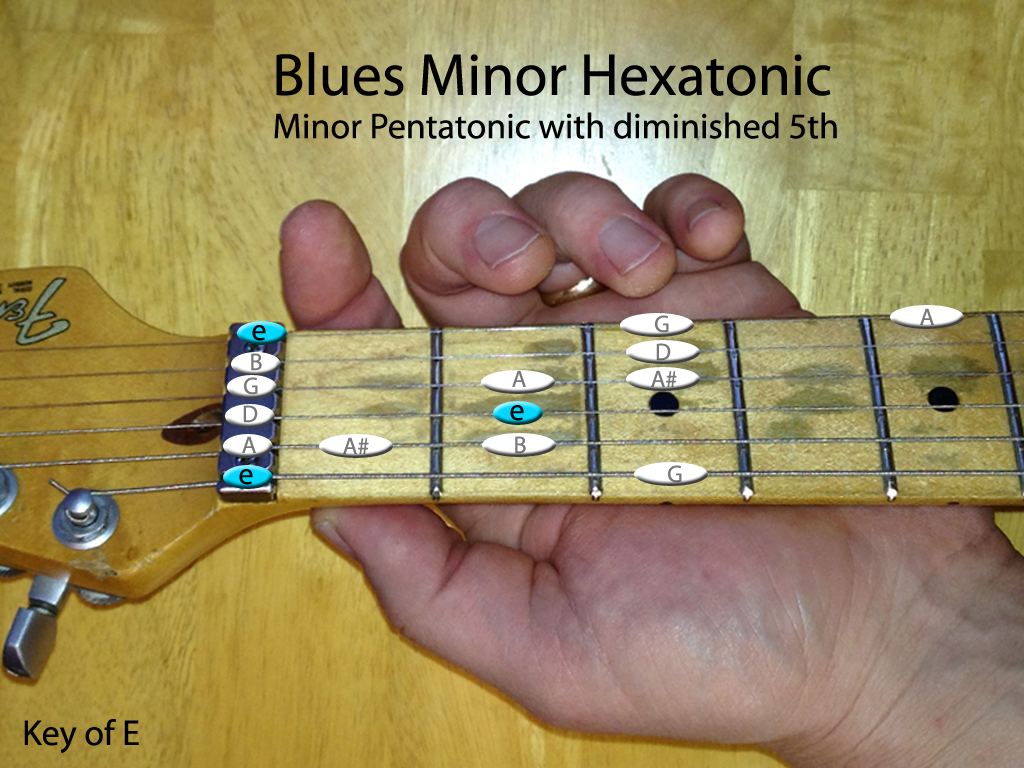 Blues Minor Hexatonic
Minor Pentatonic with diminished 5th
e G A
B D
G A A#
D e
A A# B
e G
Key of E